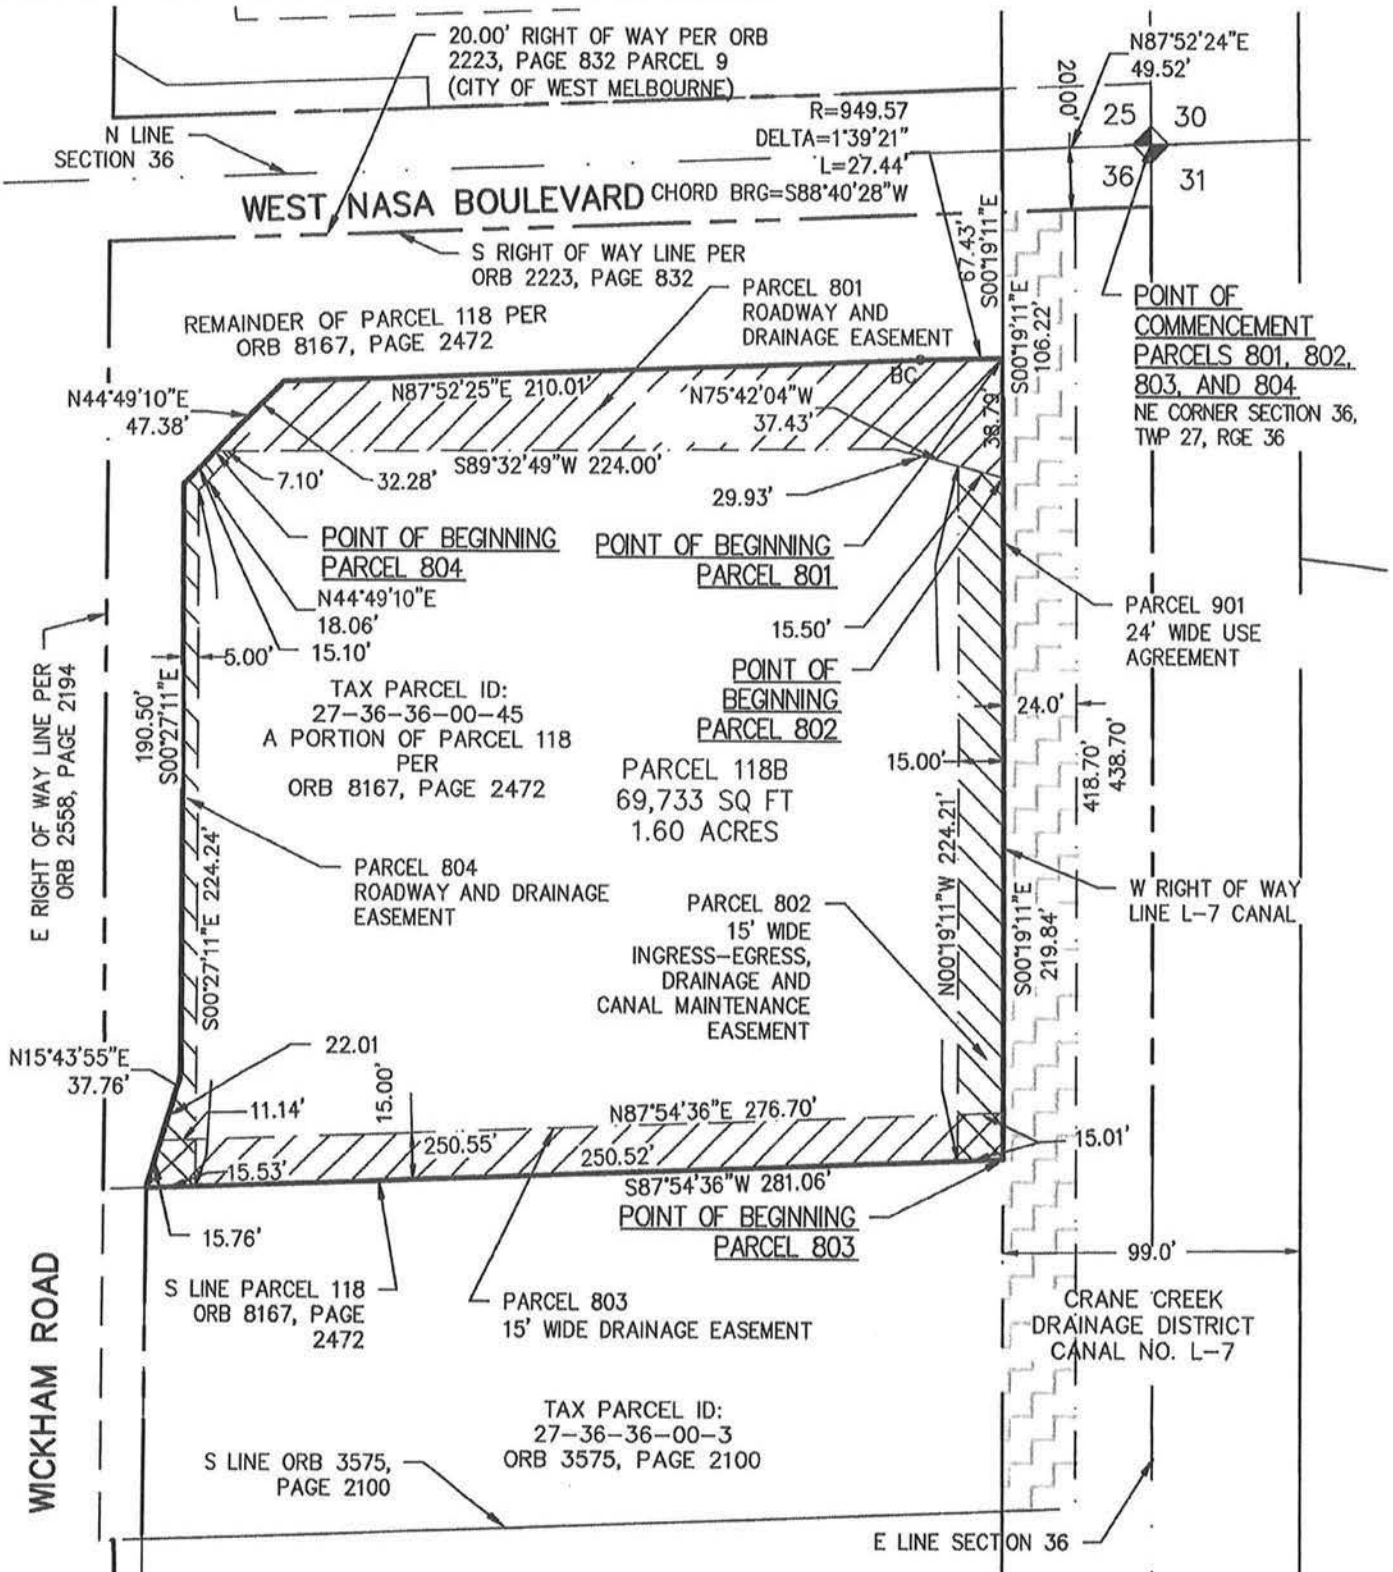 20.00' RIGHT OF WAY PER ORB
2223, PAGE 832 PARCEL 9
(CITY OF WEST MELBOURNE)
N87°52'24"E
49.52'
20.00'
25
30
36
31
R=949.57
DELTA=1°39'21"
L=27.44'
CHORD BRG=S88°40'28"W
N LINE
SECTION 36
WEST NASA BOULEVARD
S RIGHT OF WAY LINE PER
ORB 2223, PAGE 832
67.43'
S00°19'11"E
S00°19'11"E
106.22'
PARCEL 801
ROADWAY AND
DRAINAGE EASEMENT
POINT OF
COMMENCEMENT
PARCELS 801, 802,
803, AND 804
NE CORNER SECTION 36,
TWP 27, RGE 36
REMAINDER OF PARCEL 118 PER
ORB 8167, PAGE 2472
BC
N44°49'10"E
47.38'
N87°52'25"E 210.01'
N75°42'04"W
37.43'
38.79'
S89°32'49"W 224.00'
7.10'
32.28'
29.93'
POINT OF BEGINNING
PARCEL 804
POINT OF BEGINNING
PARCEL 801
N44°49'10"E
18.06'
15.10'
5.00'
15.50'
PARCEL 901
24' WIDE USE
AGREEMENT
POINT OF
BEGINNING
PARCEL 802
24.0'
E RIGHT OF WAY LINE PER
ORB 2558, PAGE 2194
190.50'
S00°27'11"E
TAX PARCEL ID:
27-36-36-00-45
A PORTION OF PARCEL 118
PER
ORB 8167, PAGE 2472
PARCEL 118B
69,733 SQ FT
1.60 ACRES
15.00'
418.70'
438.70'
S00°27'11"E 224.24'
PARCEL 804
ROADWAY AND DRAINAGE
EASEMENT
N00°19'11"W 224.21'
S00°19'11"E
219.84'
W RIGHT OF WAY
LINE L-7 CANAL
PARCEL 802
15' WIDE
INGRESS-EGRESS,
DRAINAGE AND
CANAL MAINTENANCE
EASEMENT
N15°43'55"E
37.76'
22.01
11.14'
15.00'
N87°54'36"E 276.70'
15.01'
250.55'
250.52'
15.53'
S87°54'36"W 281.06'
15.76'
POINT OF BEGINNING
PARCEL 803
99.0'
S LINE PARCEL 118
ORB 8167, PAGE
2472
PARCEL 803
15' WIDE DRAINAGE EASEMENT
CRANE CREEK
DRAINAGE DISTRICT
CANAL NO. L-7
WICKHAM ROAD
TAX PARCEL ID:
27-36-36-00-3
ORB 3575, PAGE 2100
S LINE ORB 3575,
PAGE 2100
E LINE SECTION 36